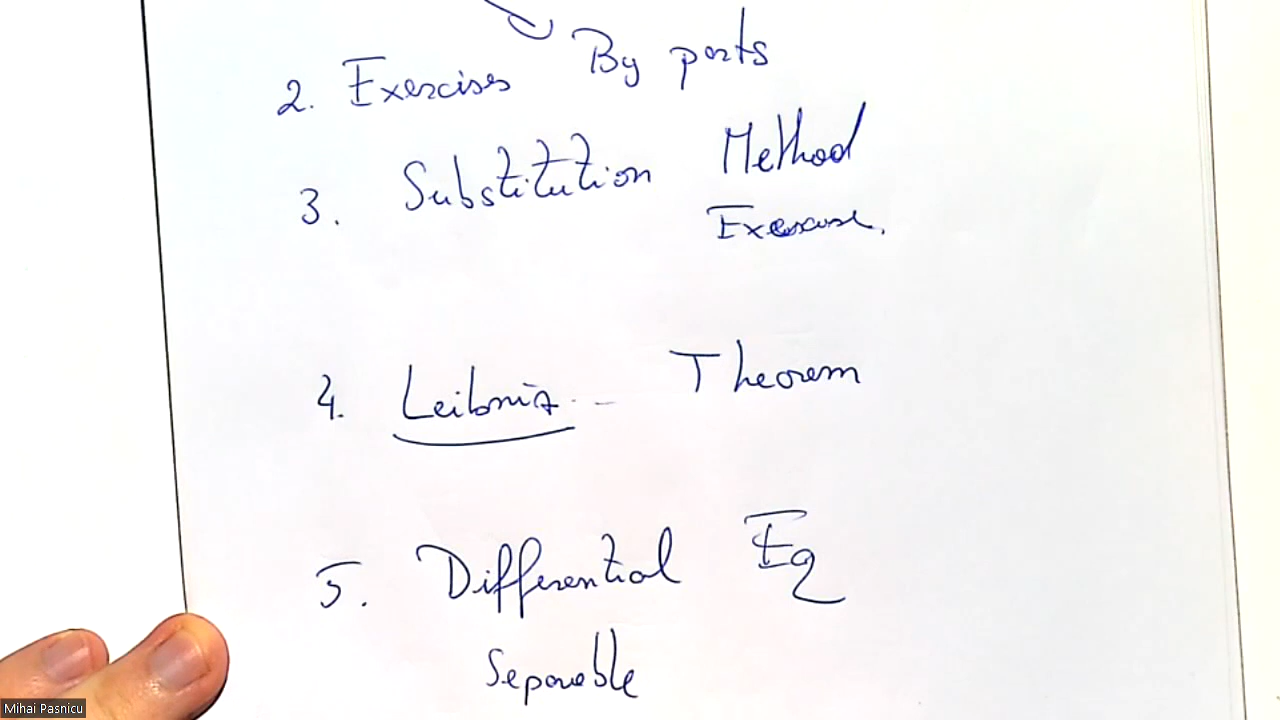 2. Exercises By parts
3. Substitution Method
Exercise.
4. Leibniz Theorem
5. Differential Eq
Separable
Mihai Pasnicu